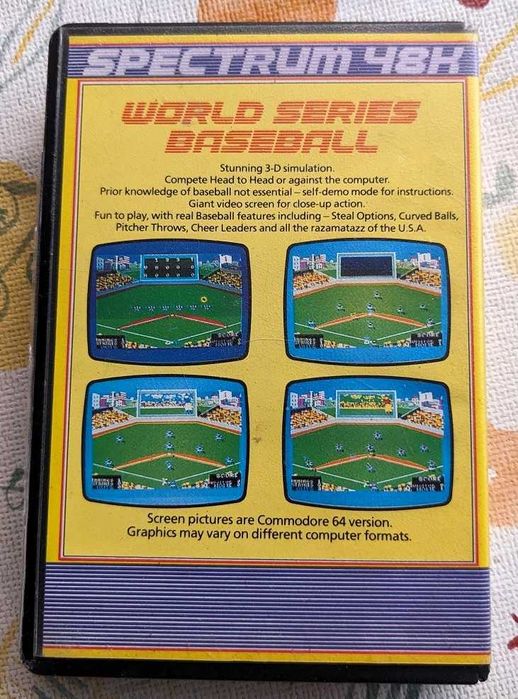 SPECTRUM 48K
WORLD SERIES
BASEBALL
Stunning 3-D simulation.
Compete Head to Head or against the computer.
Prior knowledge of baseball not essential – self-demo mode for instructions.
Giant video screen for close-up action.
Fun to play, with real Baseball features including – Steal Options, Curved Balls,
Pitcher Throws, Cheer Leaders and all the razamatazz of the U.S.A.
Screen pictures are Commodore 64 version.
Graphics may vary on different computer formats.